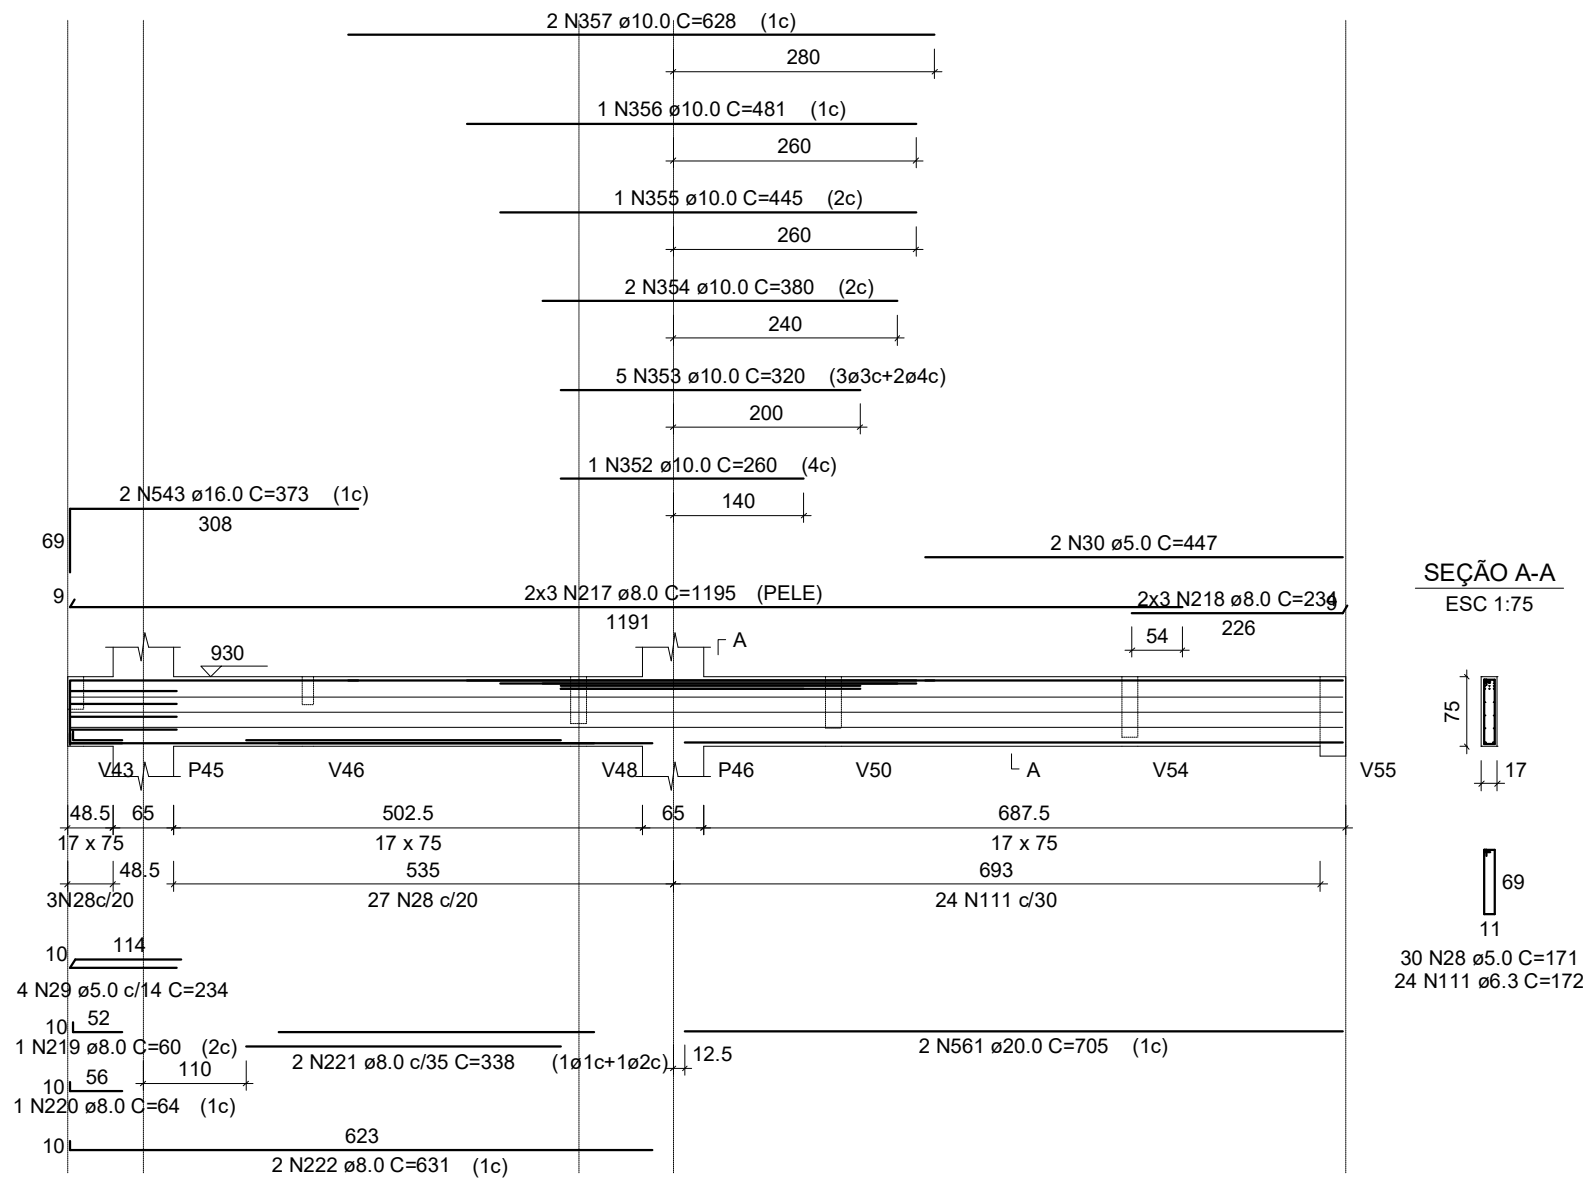 2 N357 ø10.0 C=628 (1c)
280
1 N356 ø10.0 C=481 (1c)
260
1 N355 ø10.0 C=445 (2c)
260
2 N354 ø10.0 C=380 (2c)
240
5 N353 ø10.0 C=320 (3ø3c+2ø4c)
200
1 N352 ø10.0 C=260 (4c)
140
2 N543 ø16.0 C=373 (1c)
308
69
2 N30 ø5.0 C=447
SEÇÃO A-A
ESC 1:75
9
2x3 N217 ø8.0 C=1195 (PELE)
1191
2x3 N218 ø8.0 C=234
9
226
54
A
930
75
17
V43 P45 V46 V48 P46 V50 A V54 V55
48.5 65 502.5 65 687.5
17 x 75 17 x 75 17 x 75
48.5 535 693
3N28c/20 27 N28 c/20 24 N111 c/30
69
11
30 N28 ø5.0 C=171
24 N111 ø6.3 C=172
10 114
4 N29 ø5.0 c/14 C=234
10 52
1 N219 ø8.0 C=60 (2c)
2 N221 ø8.0 c/35 C=338 (1ø1c+1ø2c)
12.5
2 N561 ø20.0 C=705 (1c)
110
10 56
1 N220 ø8.0 C=64 (1c)
10 623
2 N222 ø8.0 C=631 (1c)